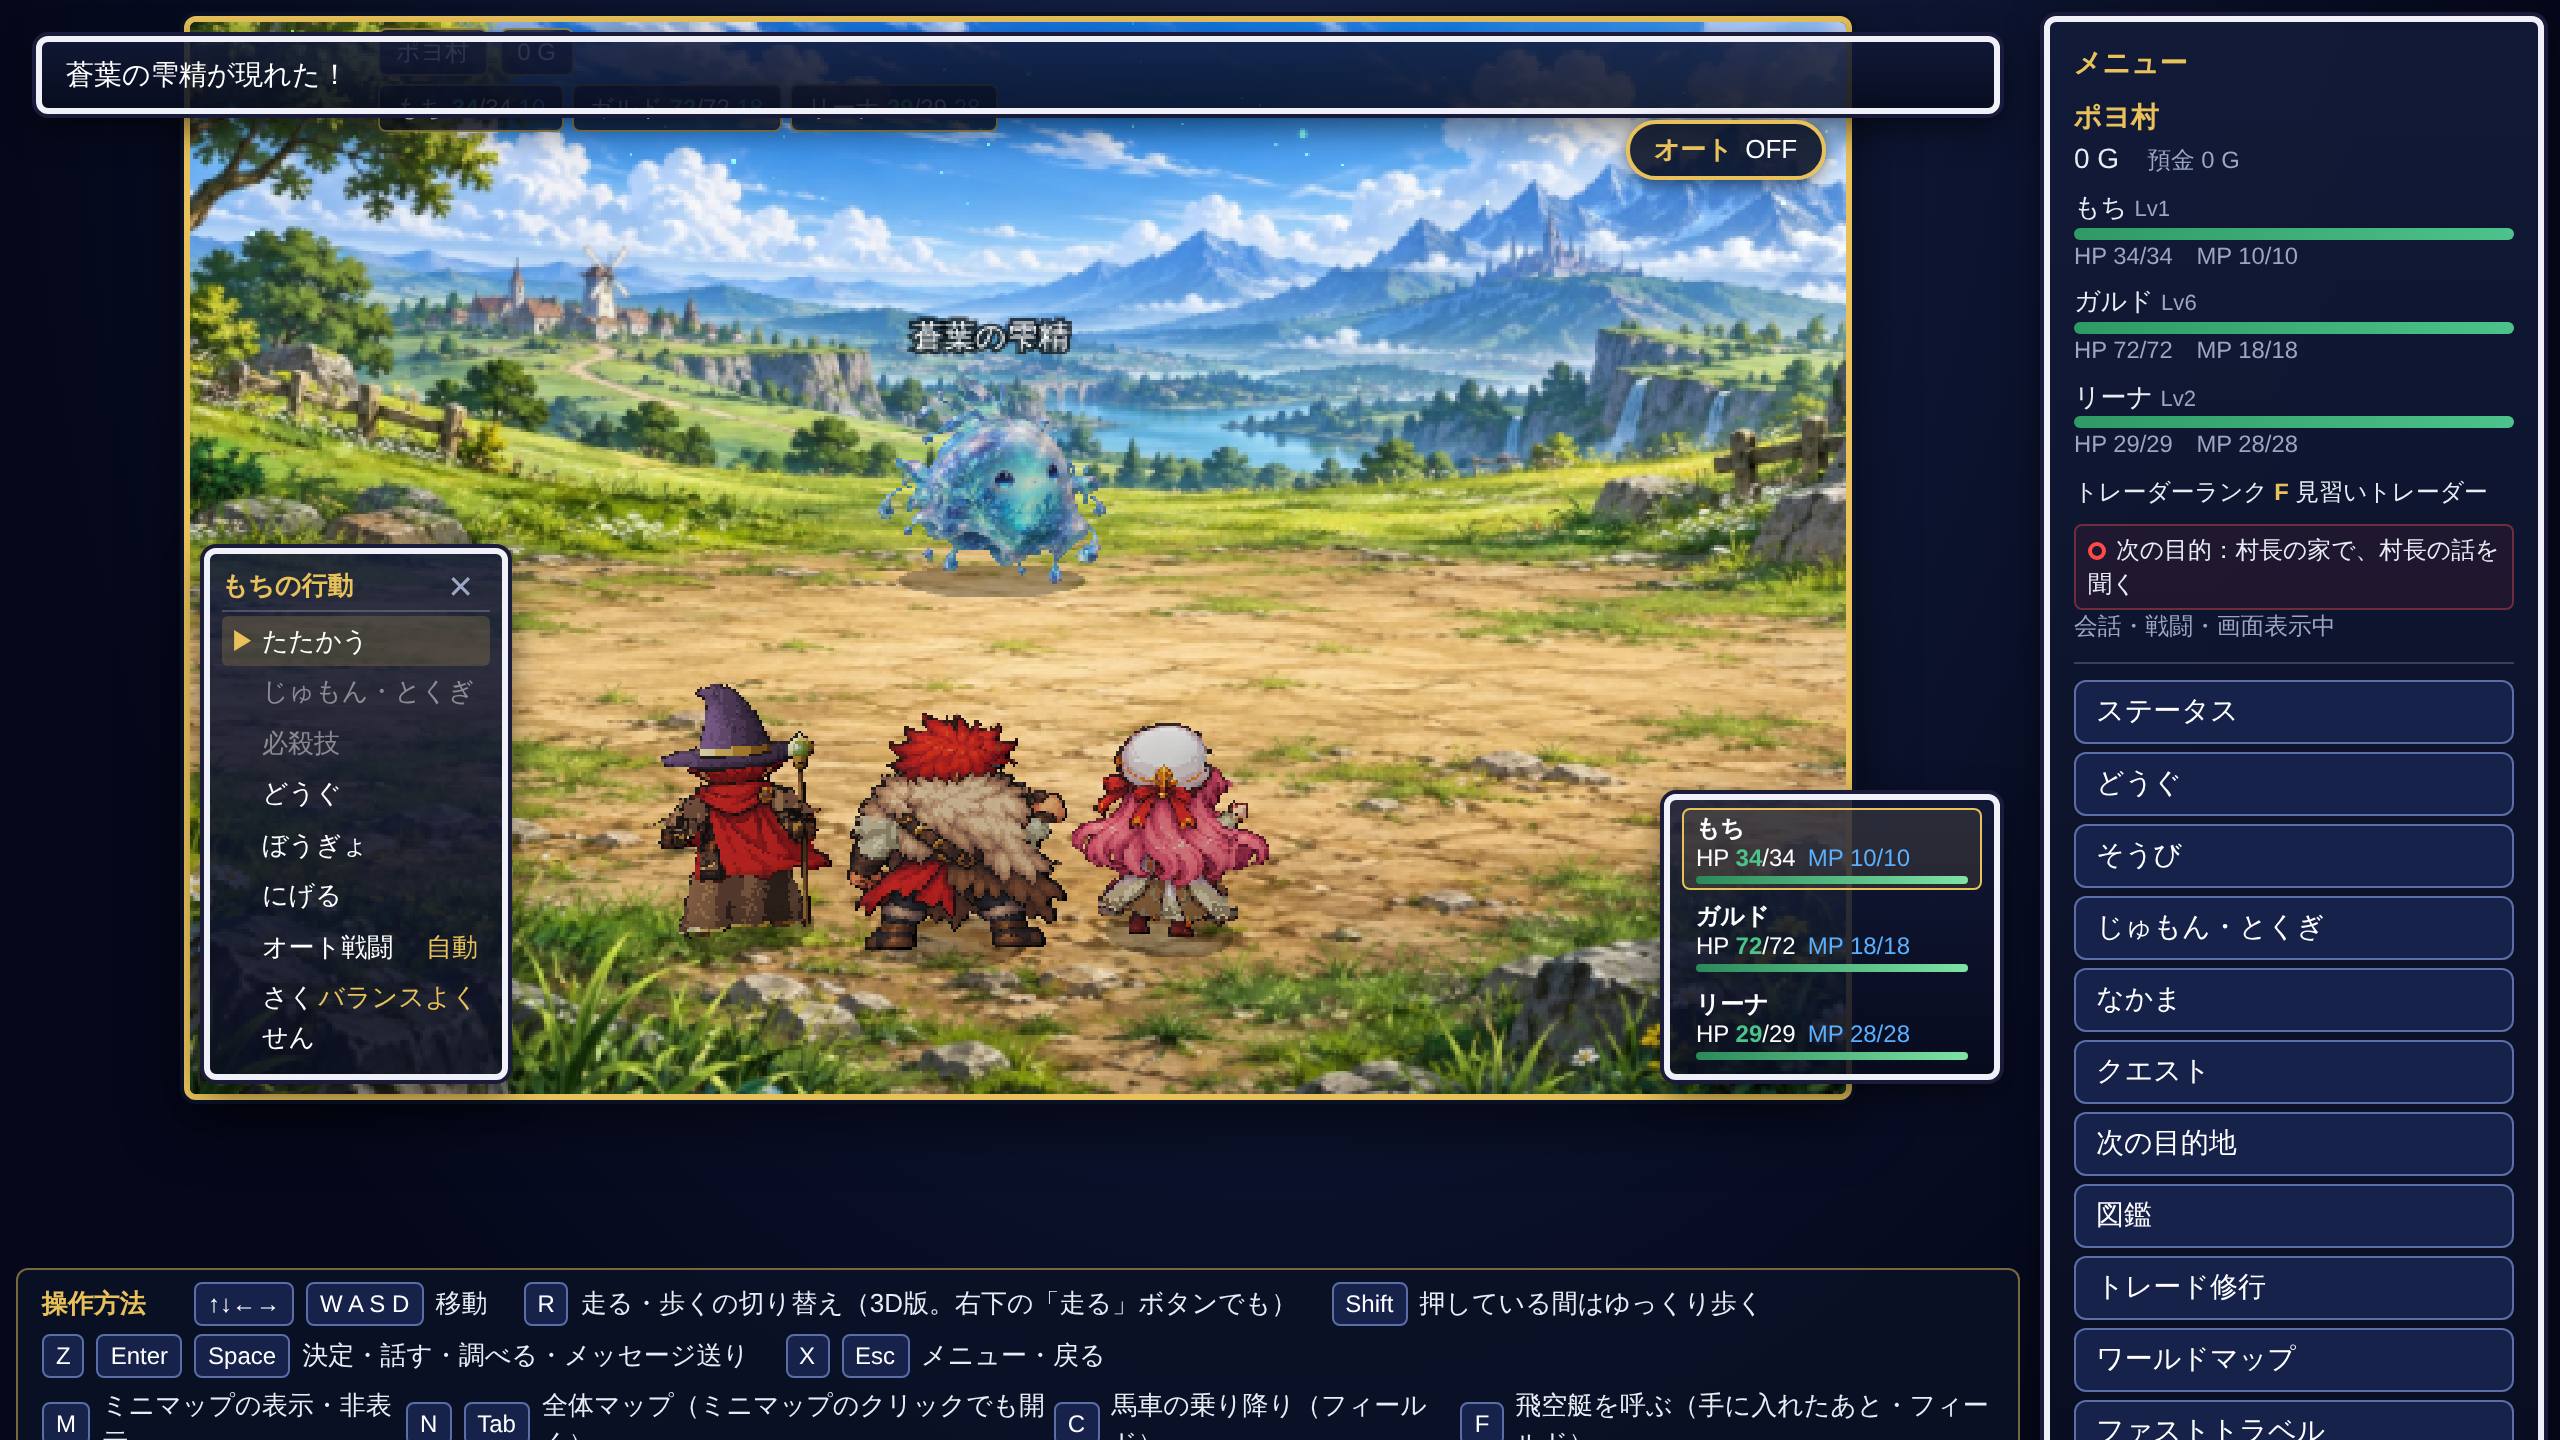 蒼葉の雫精が現れた！
ポヨ村 0 G
オート OFF
蒼葉の雫精
もちの行動 ✕
▶ たたかう
じゅもん・とくぎ
必殺技
どうぐ
ぼうぎょ
にげる
オート戦闘 自動
さく バランスよく
せん
もち
HP 34/34 MP 10/10
ガルド
HP 72/72 MP 18/18
リーナ
HP 29/29 MP 28/28
メニュー
ポヨ村
0 G 預金 0 G
もち Lv1
HP 34/34 MP 10/10
ガルド Lv6
HP 72/72 MP 18/18
リーナ Lv2
HP 29/29 MP 28/28
トレーダーランク F 見習いトレーダー
次の目的：村長の家で、村長の話を
聞く
会話・戦闘・画面表示中
ステータス
どうぐ
そうび
じゅもん・とくぎ
なかま
クエスト
次の目的地
図鑑
トレード修行
ワールドマップ
ファストトラベル
操作方法 ↑↓←→ W A S D 移動 R 走る・歩くの切り替え（3D版。右下の「走る」ボタンでも） Shift 押している間はゆっくり歩く
Z Enter Space 決定・話す・調べる・メッセージ送り X Esc メニュー・戻る
M ミニマップの表示・非表 N Tab 全体マップ（ミニマップのクリックでも開 C 馬車の乗り降り（フィール F 飛空艇を呼ぶ（手に入れたあと・フィー